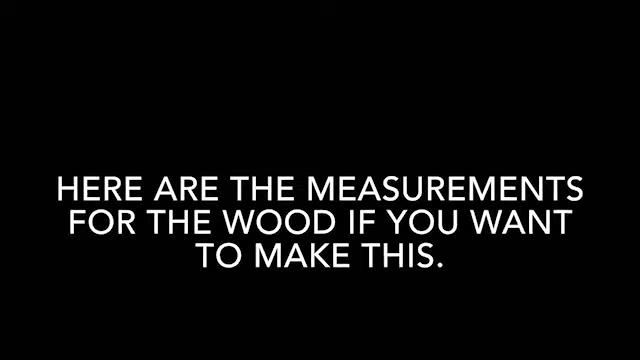 HERE ARE THE MEASUREMENTS
FOR THE WOOD IF YOU WANT
TO MAKE THIS.